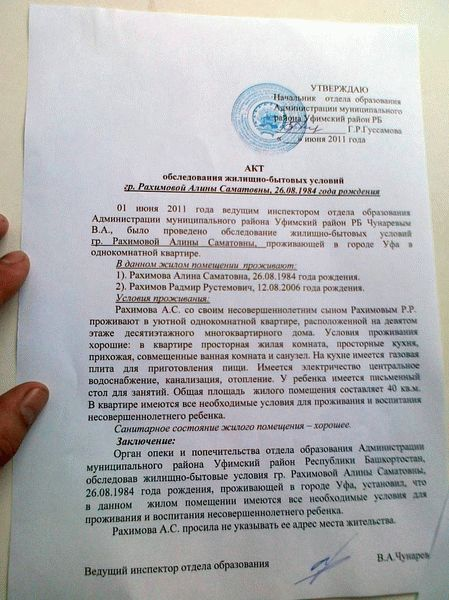 УТВЕРЖДАЮ
Начальник отдела образования
Администрации муниципального
района Уфимский район РБ
Г.Р.Гуссамова
« » июня 2011 года
АКТ
обследования жилищно-бытовых условий
гр. Рахимовой Алины Саматовны, 26.08.1984 года рождения
01 июня 2011 года ведущим инспектором отдела образования
Администрации муниципального района Уфимский район РБ Чунаревым
В.А., было проведено обследование жилищно-бытовых условий
гр. Рахимовой Алины Саматовны, проживающей в городе Уфа в
однокомнатной квартире.
В данном жилом помещении проживают:
1). Рахимова Алина Саматовна, 26.08.1984 года рождения.
2). Рахимов Радмир Рустемович, 12.08.2006 года рождения.
Условия проживания:
Рахимова А.С. со своим несовершеннолетним сыном Рахимовым Р.Р.
проживают в уютной однокомнатной квартире, расположенной на девятом
этаже десятиэтажного многоквартирного дома. Условия проживания
хорошие: в квартире просторная жилая комната, просторные кухня,
прихожая, совмещенные ванная комната и санузел. На кухне имеется газовая
плита для приготовления пищи. Имеется электричество центральное
водоснабжение, канализация, отопление. У ребенка имеется письменный
стол для занятий. Общая площадь жилого помещения составляет 40 кв.м.
В квартире имеются все необходимые условия для проживания и воспитания
несовершеннолетнего ребенка.
Санитарное состояние жилого помещения – хорошее.
Заключение:
Орган опеки и попечительства отдела образования Администрации
муниципального района Уфимский район Республики Башкортостан,
обследовав жилищно-бытовые условия гр. Рахимовой Алины Саматовны,
26.08.1984 года рождения, проживающей в городе Уфа, установил, что
в данном жилом помещении имеются все необходимые условия для
проживания и воспитания несовершеннолетнего ребенка.
Рахимова А.С. просила не указывать ее адрес места жительства.
Ведущий инспектор отдела образования
В.А.Чунарев